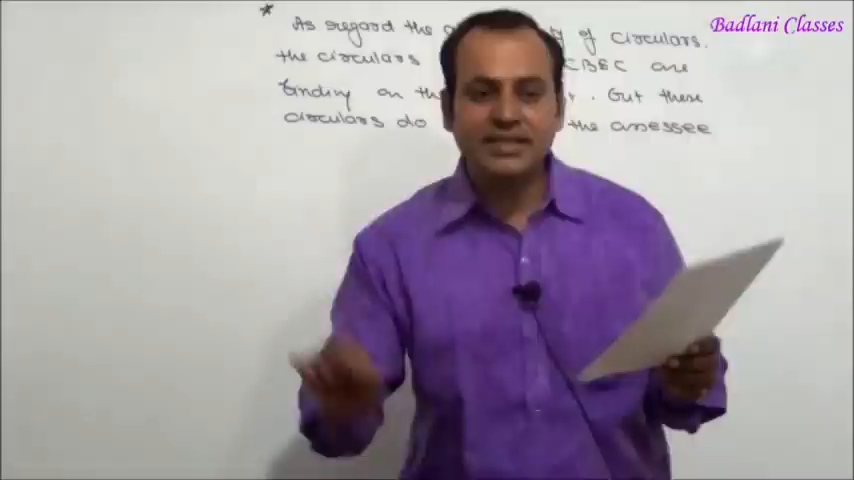 Badlani Classes
* As regard the of circulars.
the circulars CBEC are
binding on the . but these
circulars do the assessee